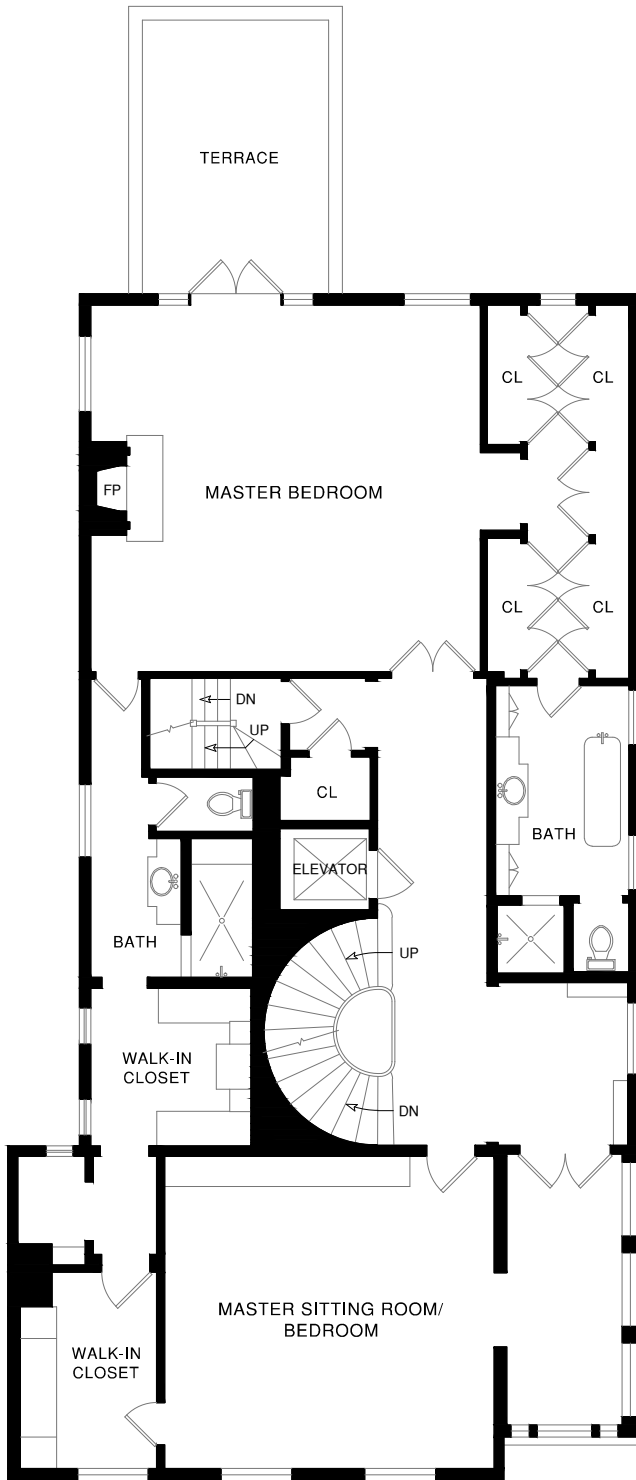 TERRACE
CL
CL
FP
MASTER BEDROOM
CL
CL
DN
UP
CL
BATH
ELEVATOR
BATH
UP
WALK-IN
CLOSET
DN
MASTER SITTING ROOM/
BEDROOM
WALK-IN
CLOSET